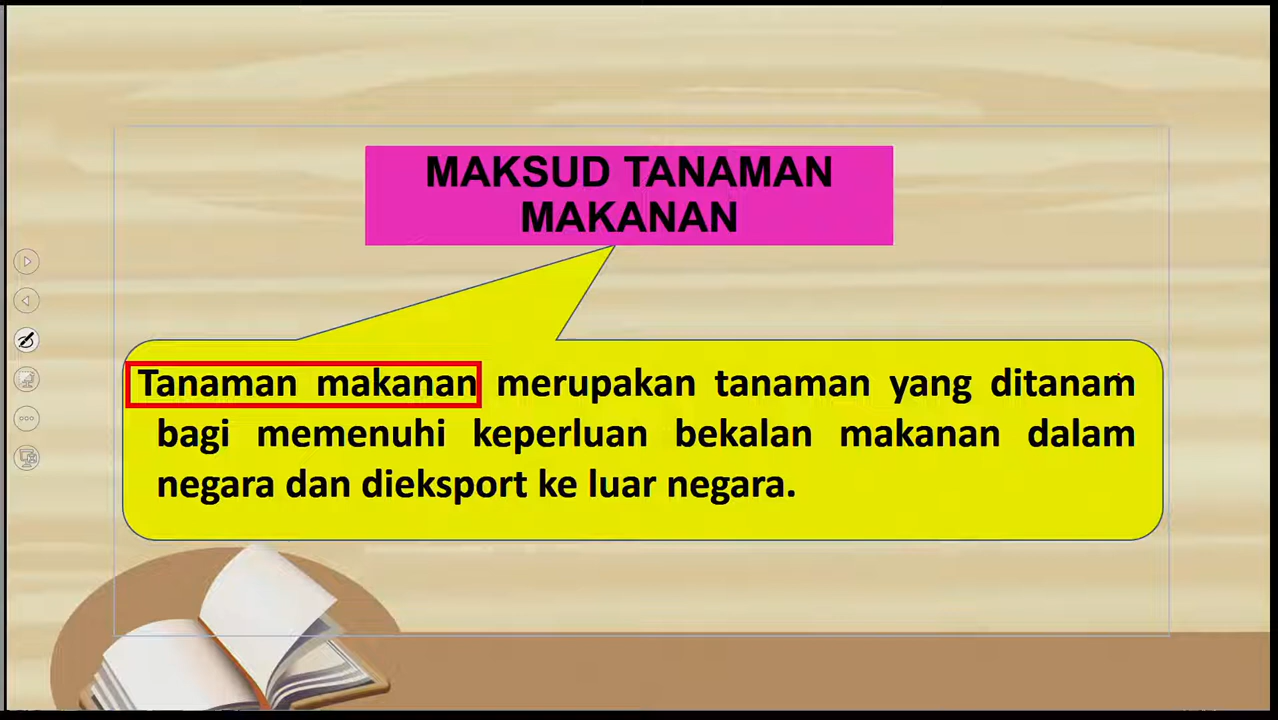 MAKSUD TANAMAN
MAKANAN
Tanaman makanan merupakan tanaman yang ditanam
bagi memenuhi keperluan bekalan makanan dalam
negara dan dieksport ke luar negara.